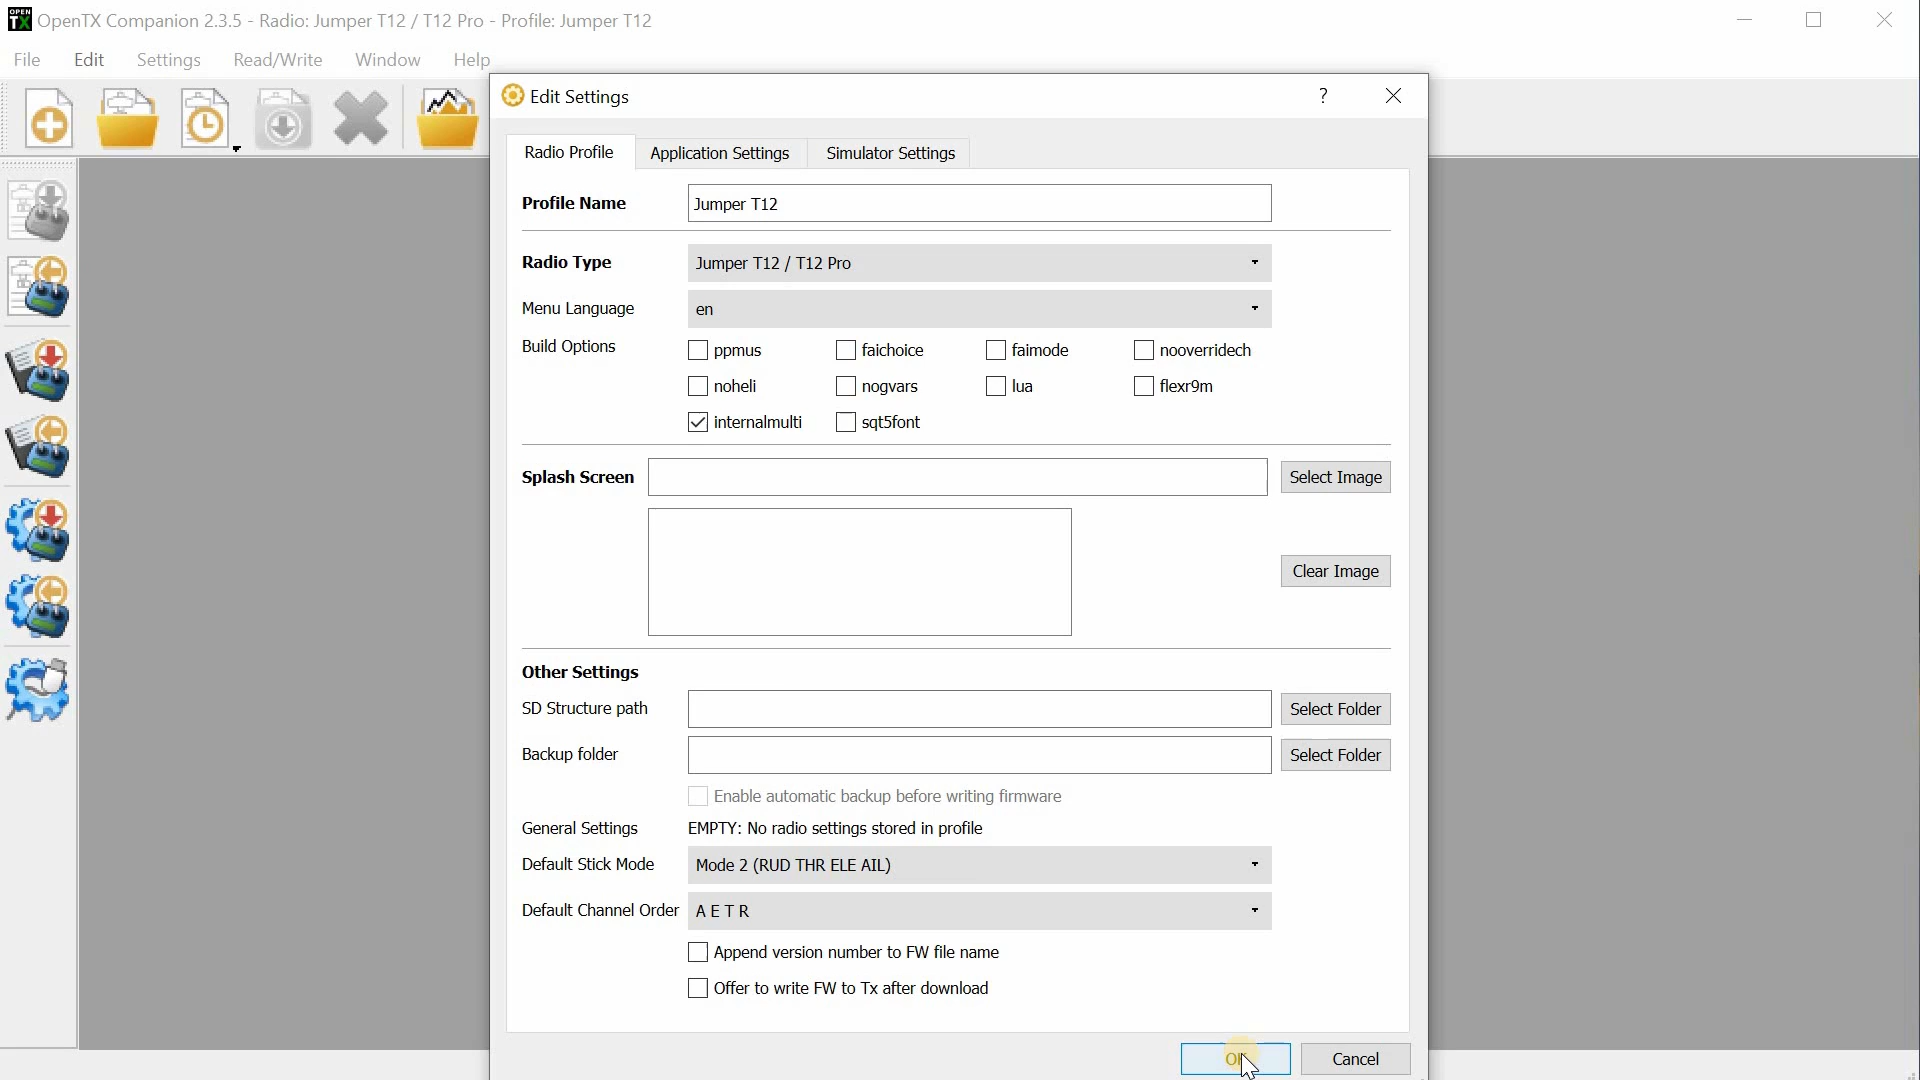 OPEN TX OpenTX Companion 2.3.5 - Radio: Jumper T12 / T12 Pro - Profile: Jumper T12
File Edit Settings Read/Write Window Help
Edit Settings ?
Radio Profile Application Settings Simulator Settings
Profile Name Jumper T12
Radio Type Jumper T12 / T12 Pro
Menu Language en
Build Options ppmus faichoice faimode nooverridech
noheli nogvars lua flexr9m
internalmulti sqt5font
Splash Screen Select Image
Clear Image
Other Settings
SD Structure path Select Folder
Backup folder Select Folder
Enable automatic backup before writing firmware
General Settings EMPTY: No radio settings stored in profile
Default Stick Mode Mode 2 (RUD THR ELE AIL)
Default Channel Order A E T R
Append version number to FW file name
Offer to write FW to Tx after download
OK Cancel